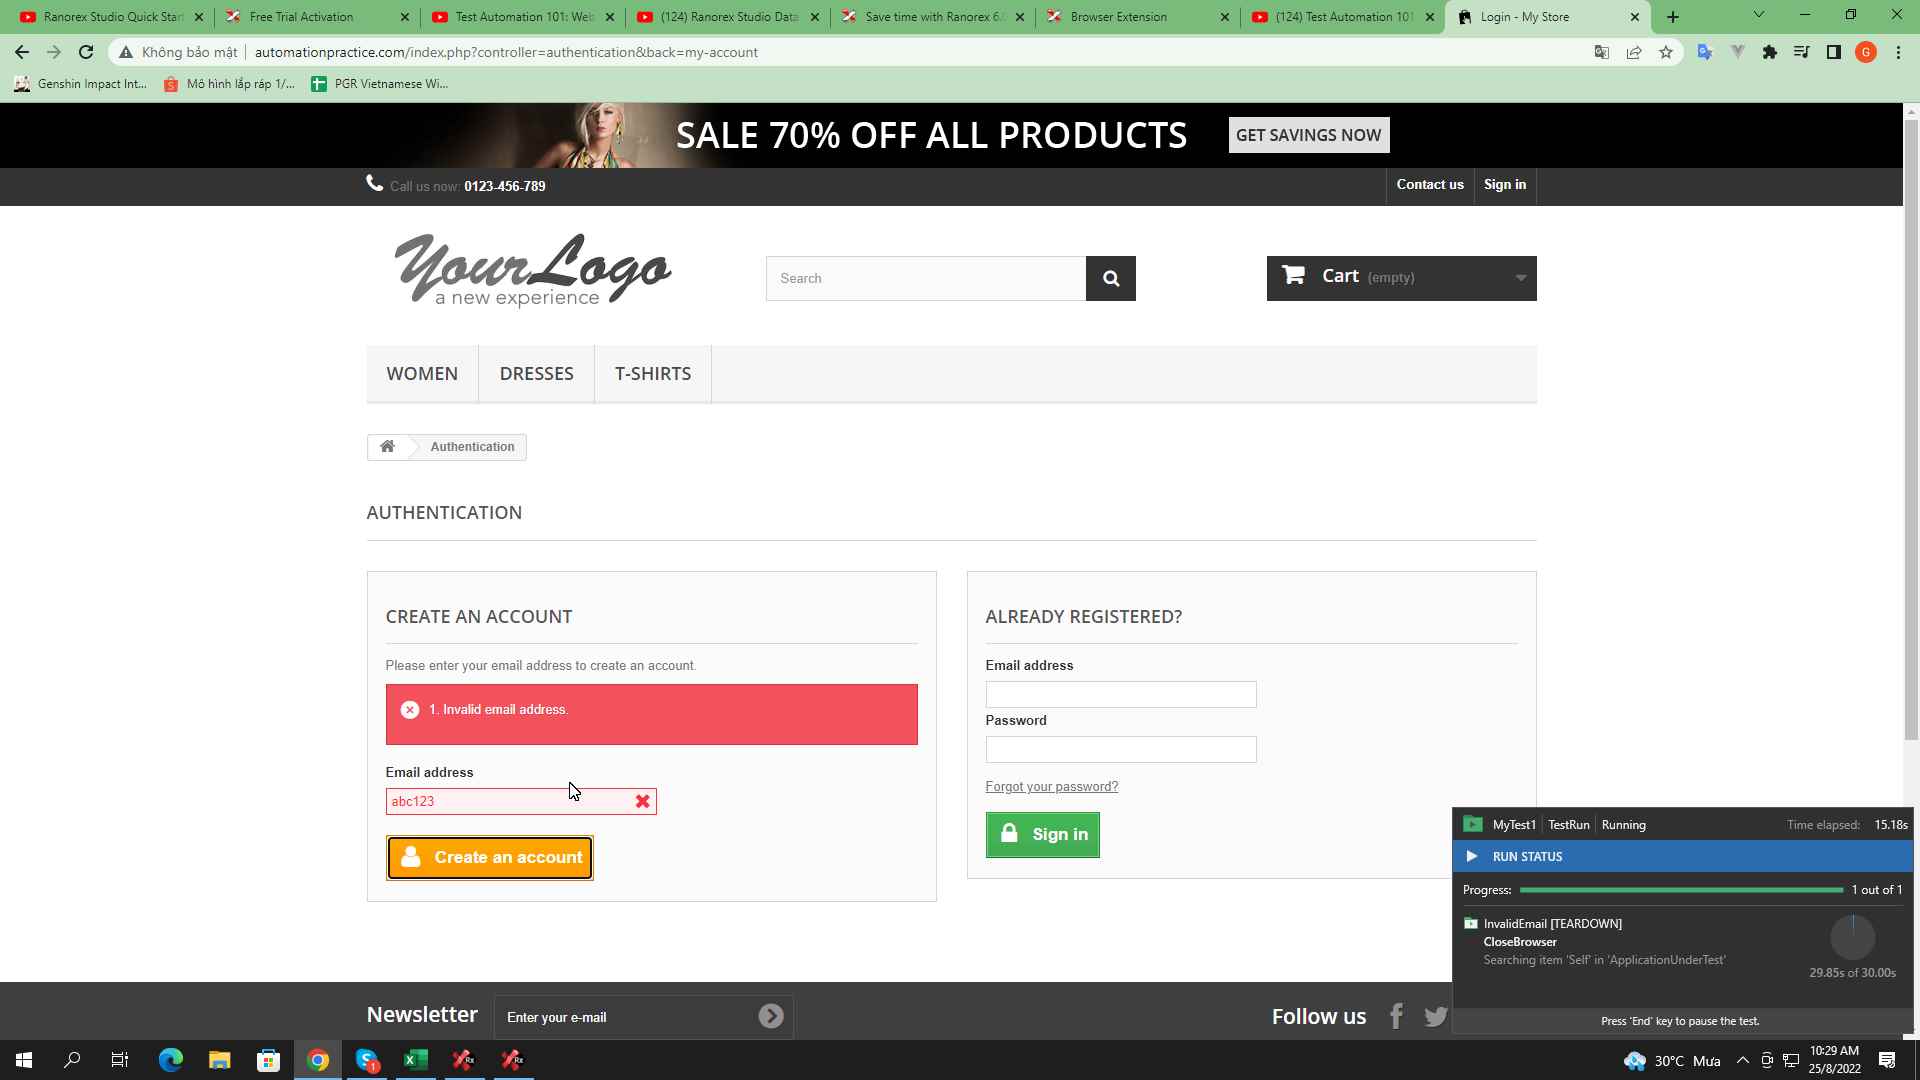 Ranorex Studio Quick Star
Free Trial Activation
Test Automation 101: Web
(124) Ranorex Studio Data
Save time with Ranorex 6.0
Browser Extension
(124) Test Automation 101
Login - My Store
Không bảo mật
automationpractice.com/index.php?controller=authentication&back=my-account
G
Genshin Impact Int...
Mô hình lắp ráp 1/...
PGR Vietnamese Wi...
SALE 70% OFF ALL PRODUCTS
GET SAVINGS NOW
Call us now: 0123-456-789
Contact us
Sign in
YourLogo
a new experience
Search
Cart (empty)
WOMEN
DRESSES
T-SHIRTS
Authentication
AUTHENTICATION
CREATE AN ACCOUNT
Please enter your email address to create an account.
1. Invalid email address.
Email address
abc123
Create an account
ALREADY REGISTERED?
Email address
Password
Forgot your password?
Sign in
MyTest1 TestRun Running
Time elapsed: 15.18s
RUN STATUS
Progress: 1 out of 1
InvalidEmail [TEARDOWN]
CloseBrowser
Searching item 'Self' in 'ApplicationUnderTest'
29.85s of 30.00s
Press 'End' key to pause the test.
Newsletter
Enter your e-mail
Follow us
1
Rx
Rx
30°C Mưa
10:29 AM
25/8/2022